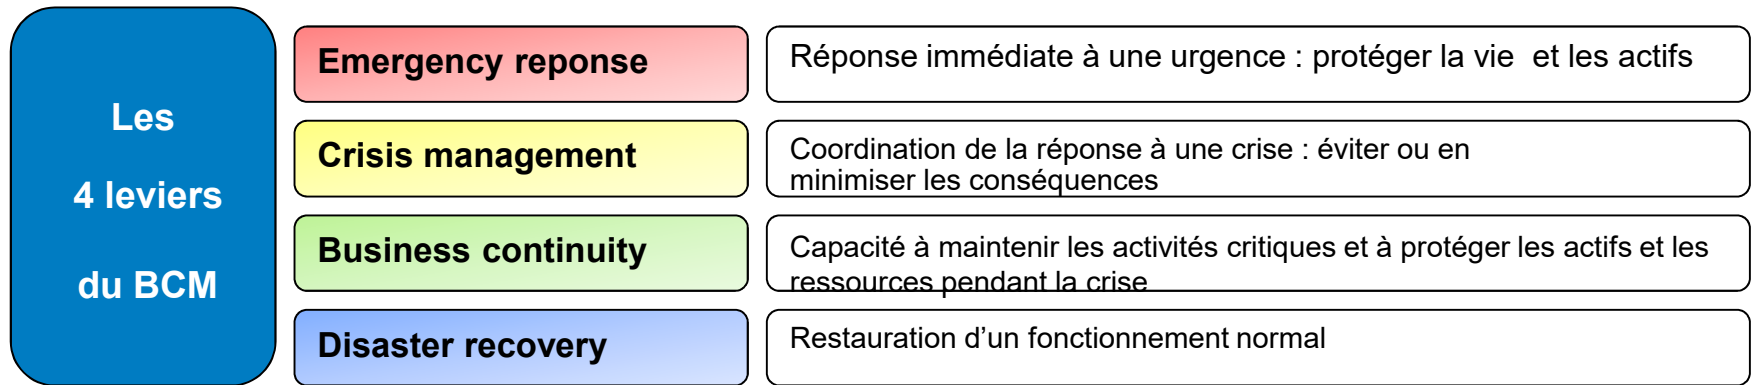 Les
4 leviers
du BCM
Emergency reponse
Réponse immédiate à une urgence : protéger la vie et les actifs
Crisis management
Coordination de la réponse à une crise : éviter ou en
minimiser les conséquences
Business continuity
Capacité à maintenir les activités critiques et à protéger les actifs et les
ressources pendant la crise
Disaster recovery
Restauration d’un fonctionnement normal